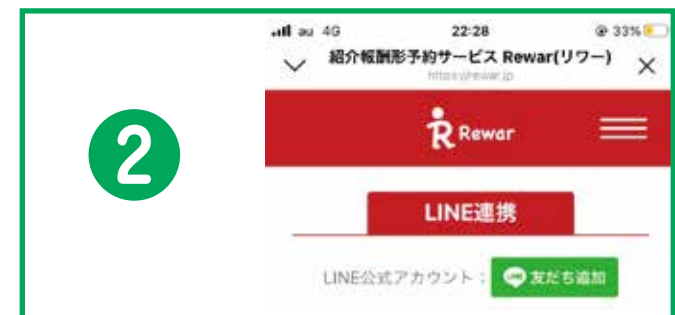 2
au 4G 22:28 33%
紹介報酬形予約サービス Rewar(リワー)
https://rewar.jp
Rewar
LINE連携
LINE公式アカウント： 友だち追加